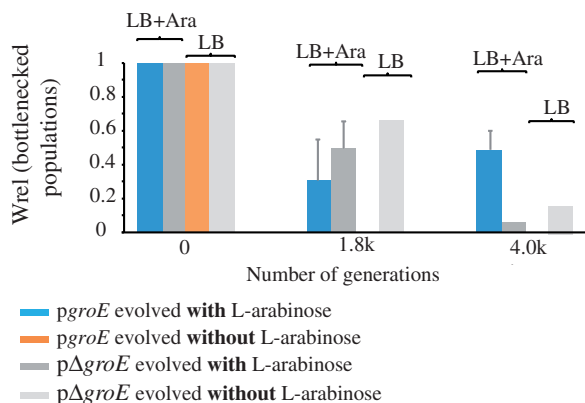 LB+Ara
LB
LB+Ara
LB
LB+Ara
LB
Wrel (bottlenecked populations)
1
0.8
0.6
0.4
0.2
0
0
1.8k
4.0k
Number of generations
pgroE evolved with L-arabinose
pgroE evolved without L-arabinose
pΔgroE evolved with L-arabinose
pΔgroE evolved without L-arabinose